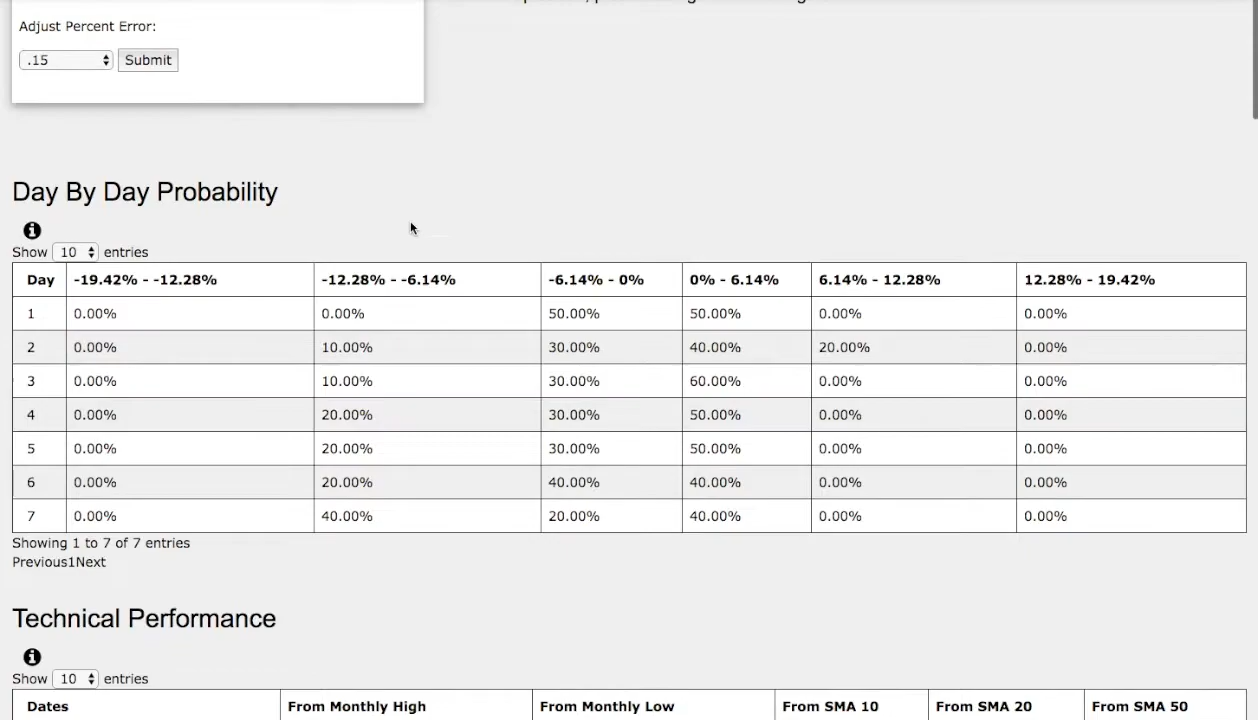 Adjust Percent Error:
.15 Submit
Day By Day Probability
Show 10 entries
Day -19.42% - -12.28% -12.28% - -6.14% -6.14% - 0% 0% - 6.14% 6.14% - 12.28% 12.28% - 19.42%
1 0.00% 0.00% 50.00% 50.00% 0.00% 0.00%
2 0.00% 10.00% 30.00% 40.00% 20.00% 0.00%
3 0.00% 10.00% 30.00% 60.00% 0.00% 0.00%
4 0.00% 20.00% 30.00% 50.00% 0.00% 0.00%
5 0.00% 20.00% 30.00% 50.00% 0.00% 0.00%
6 0.00% 20.00% 40.00% 40.00% 0.00% 0.00%
7 0.00% 40.00% 20.00% 40.00% 0.00% 0.00%
Showing 1 to 7 of 7 entries
Previous1Next
Technical Performance
Show 10 entries
Dates From Monthly High From Monthly Low From SMA 10 From SMA 20 From SMA 50